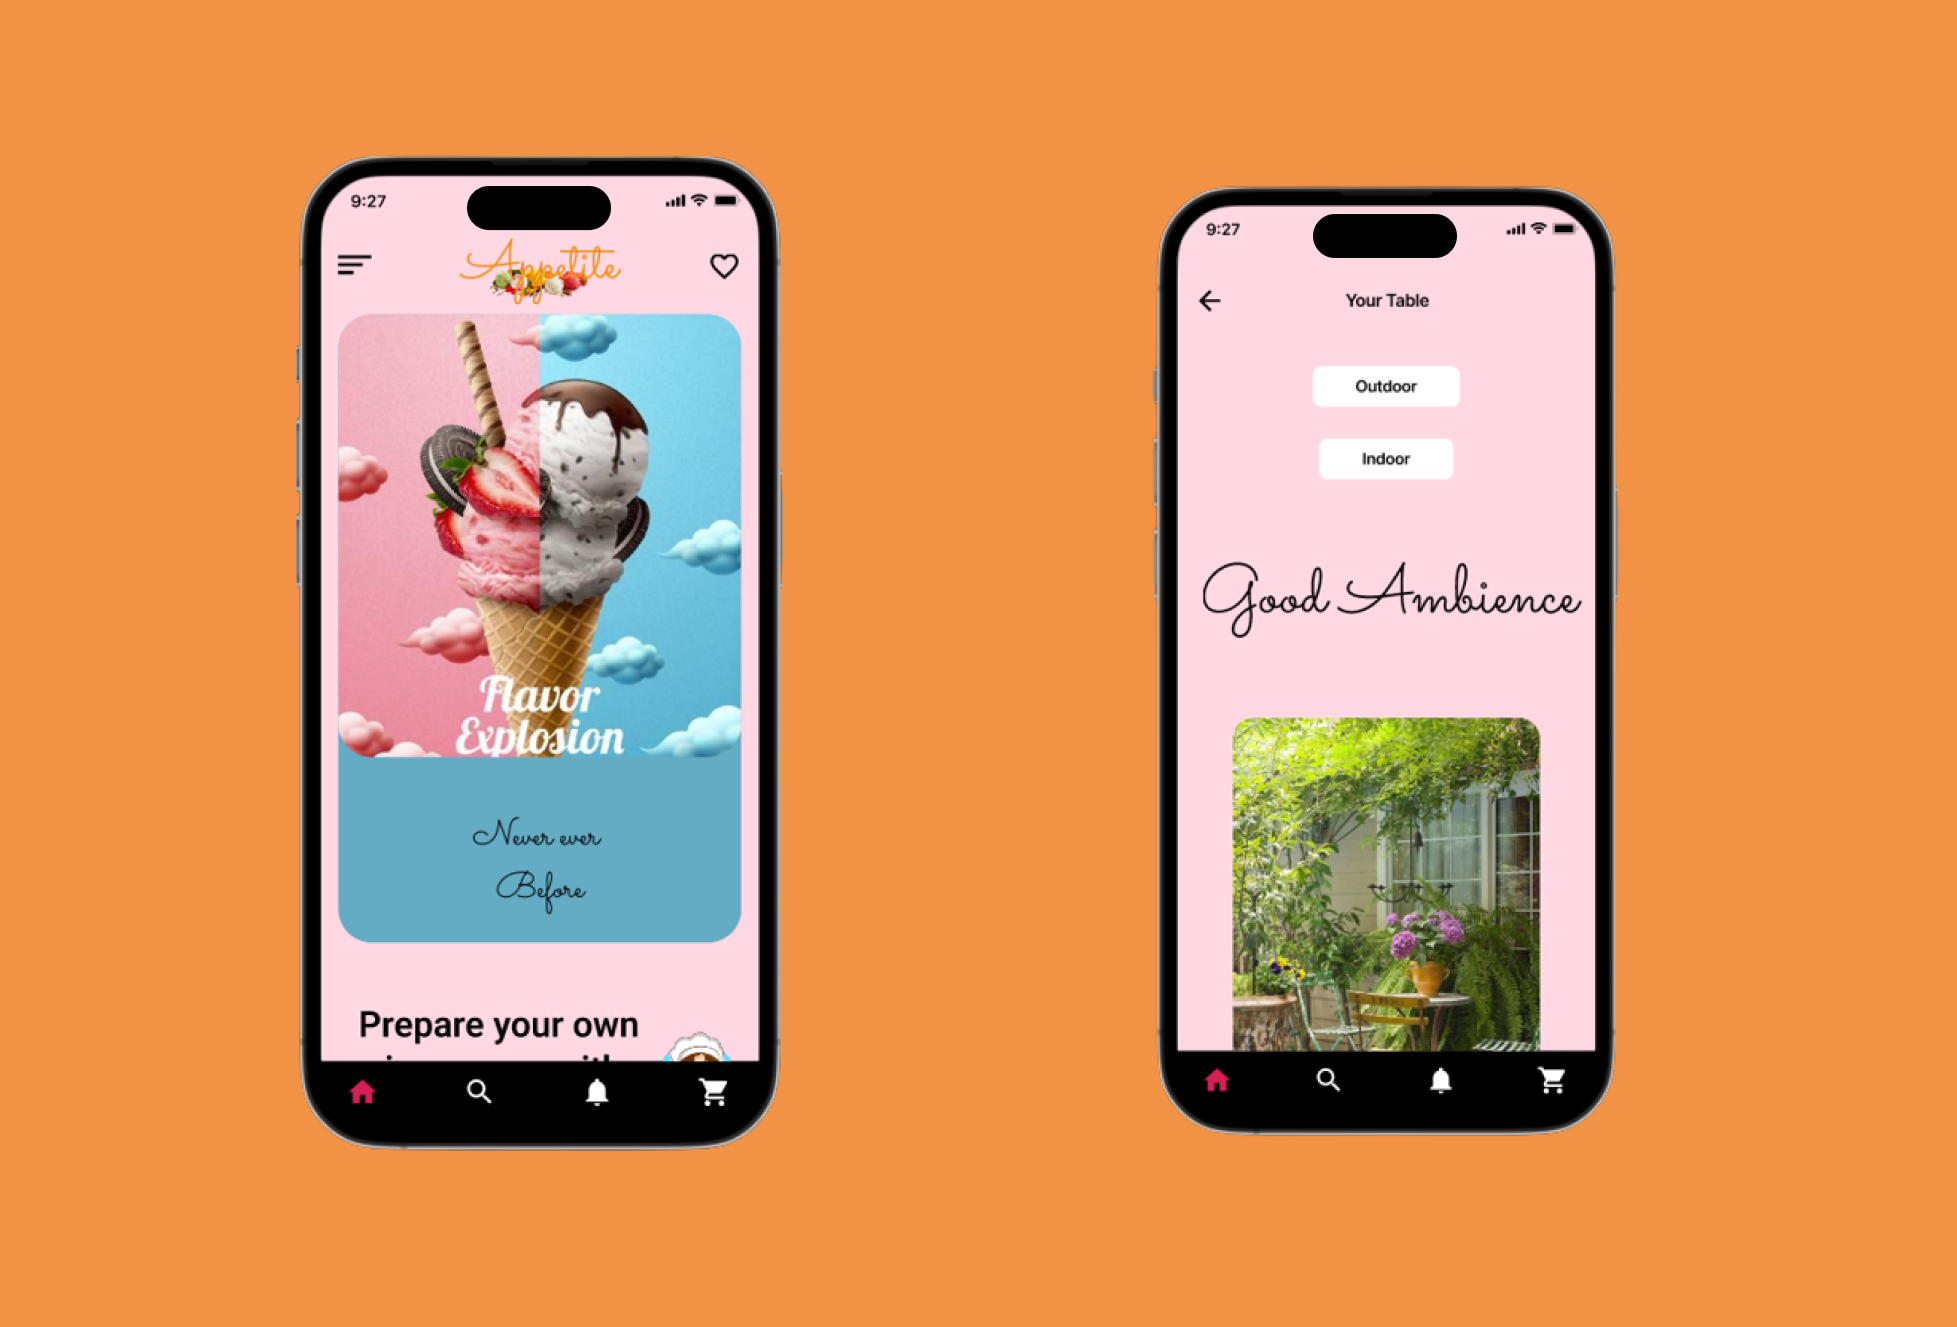 9:27
Appetite
Flavor
Explosion
Never ever
Before
Prepare your own
9:27
Your Table
Outdoor
Indoor
Good Ambience